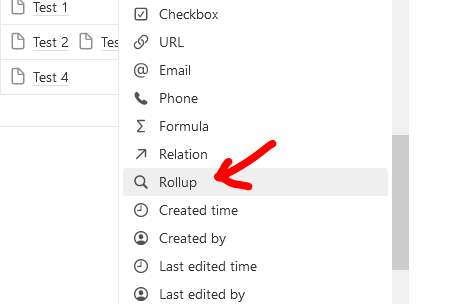 Test 1
Test 2 Tes
Test 4
Checkbox
URL
Email
Phone
Formula
Relation
Rollup
Created time
Created by
Last edited time
Last edited by